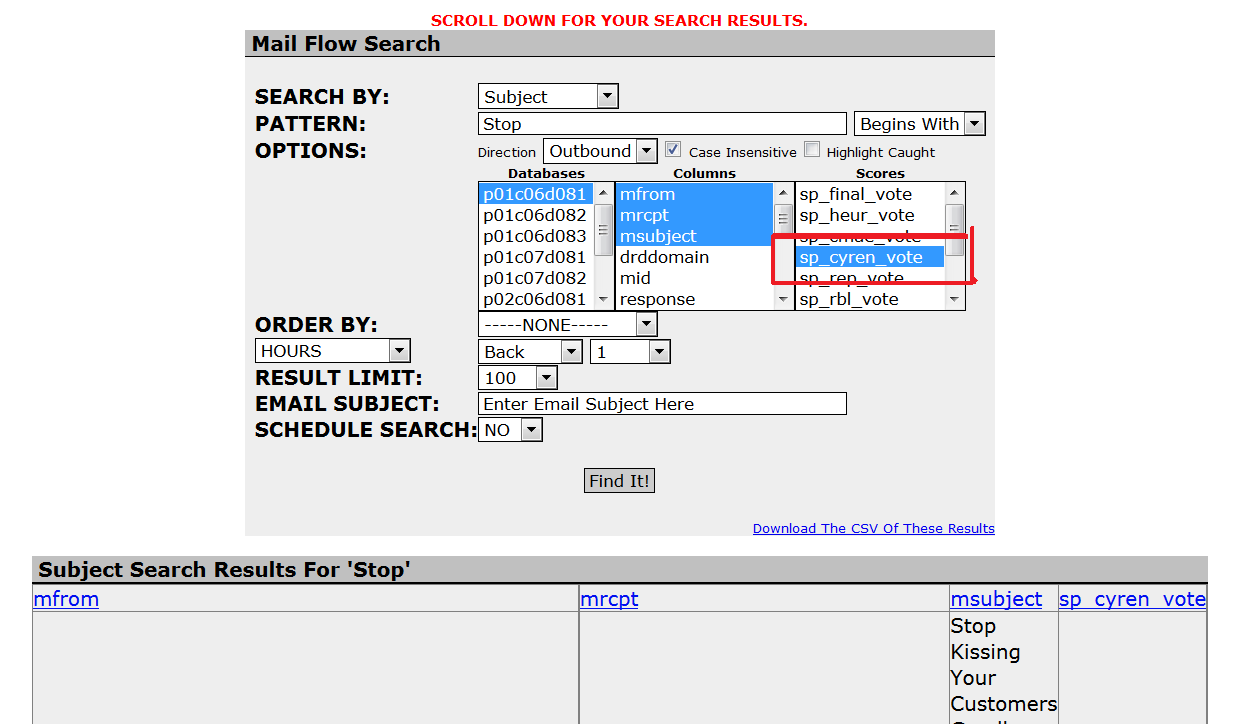 SCROLL DOWN FOR YOUR SEARCH RESULTS.
Mail Flow Search
SEARCH BY: Subject
PATTERN: Stop Begins With
OPTIONS: Direction Outbound Case Insensitive Highlight Caught
Databases Columns Scores
p01c06d081 mfrom sp_final_vote
p01c06d082 mrcpt sp_heur_vote
p01c06d083 msubject sp_cmae_vote
p01c07d081 drddomain sp_cyren_vote
p01c07d082 mid sp_rep_vote
p02c06d081 response sp_rbl_vote
ORDER BY: -----NONE-----
HOURS Back 1
RESULT LIMIT: 100
EMAIL SUBJECT: Enter Email Subject Here
SCHEDULE SEARCH: NO
Find It!
Download The CSV Of These Results
Subject Search Results For 'Stop'
mfrom mrcpt msubject sp_cyren_vote
Stop
Kissing
Your
Customers